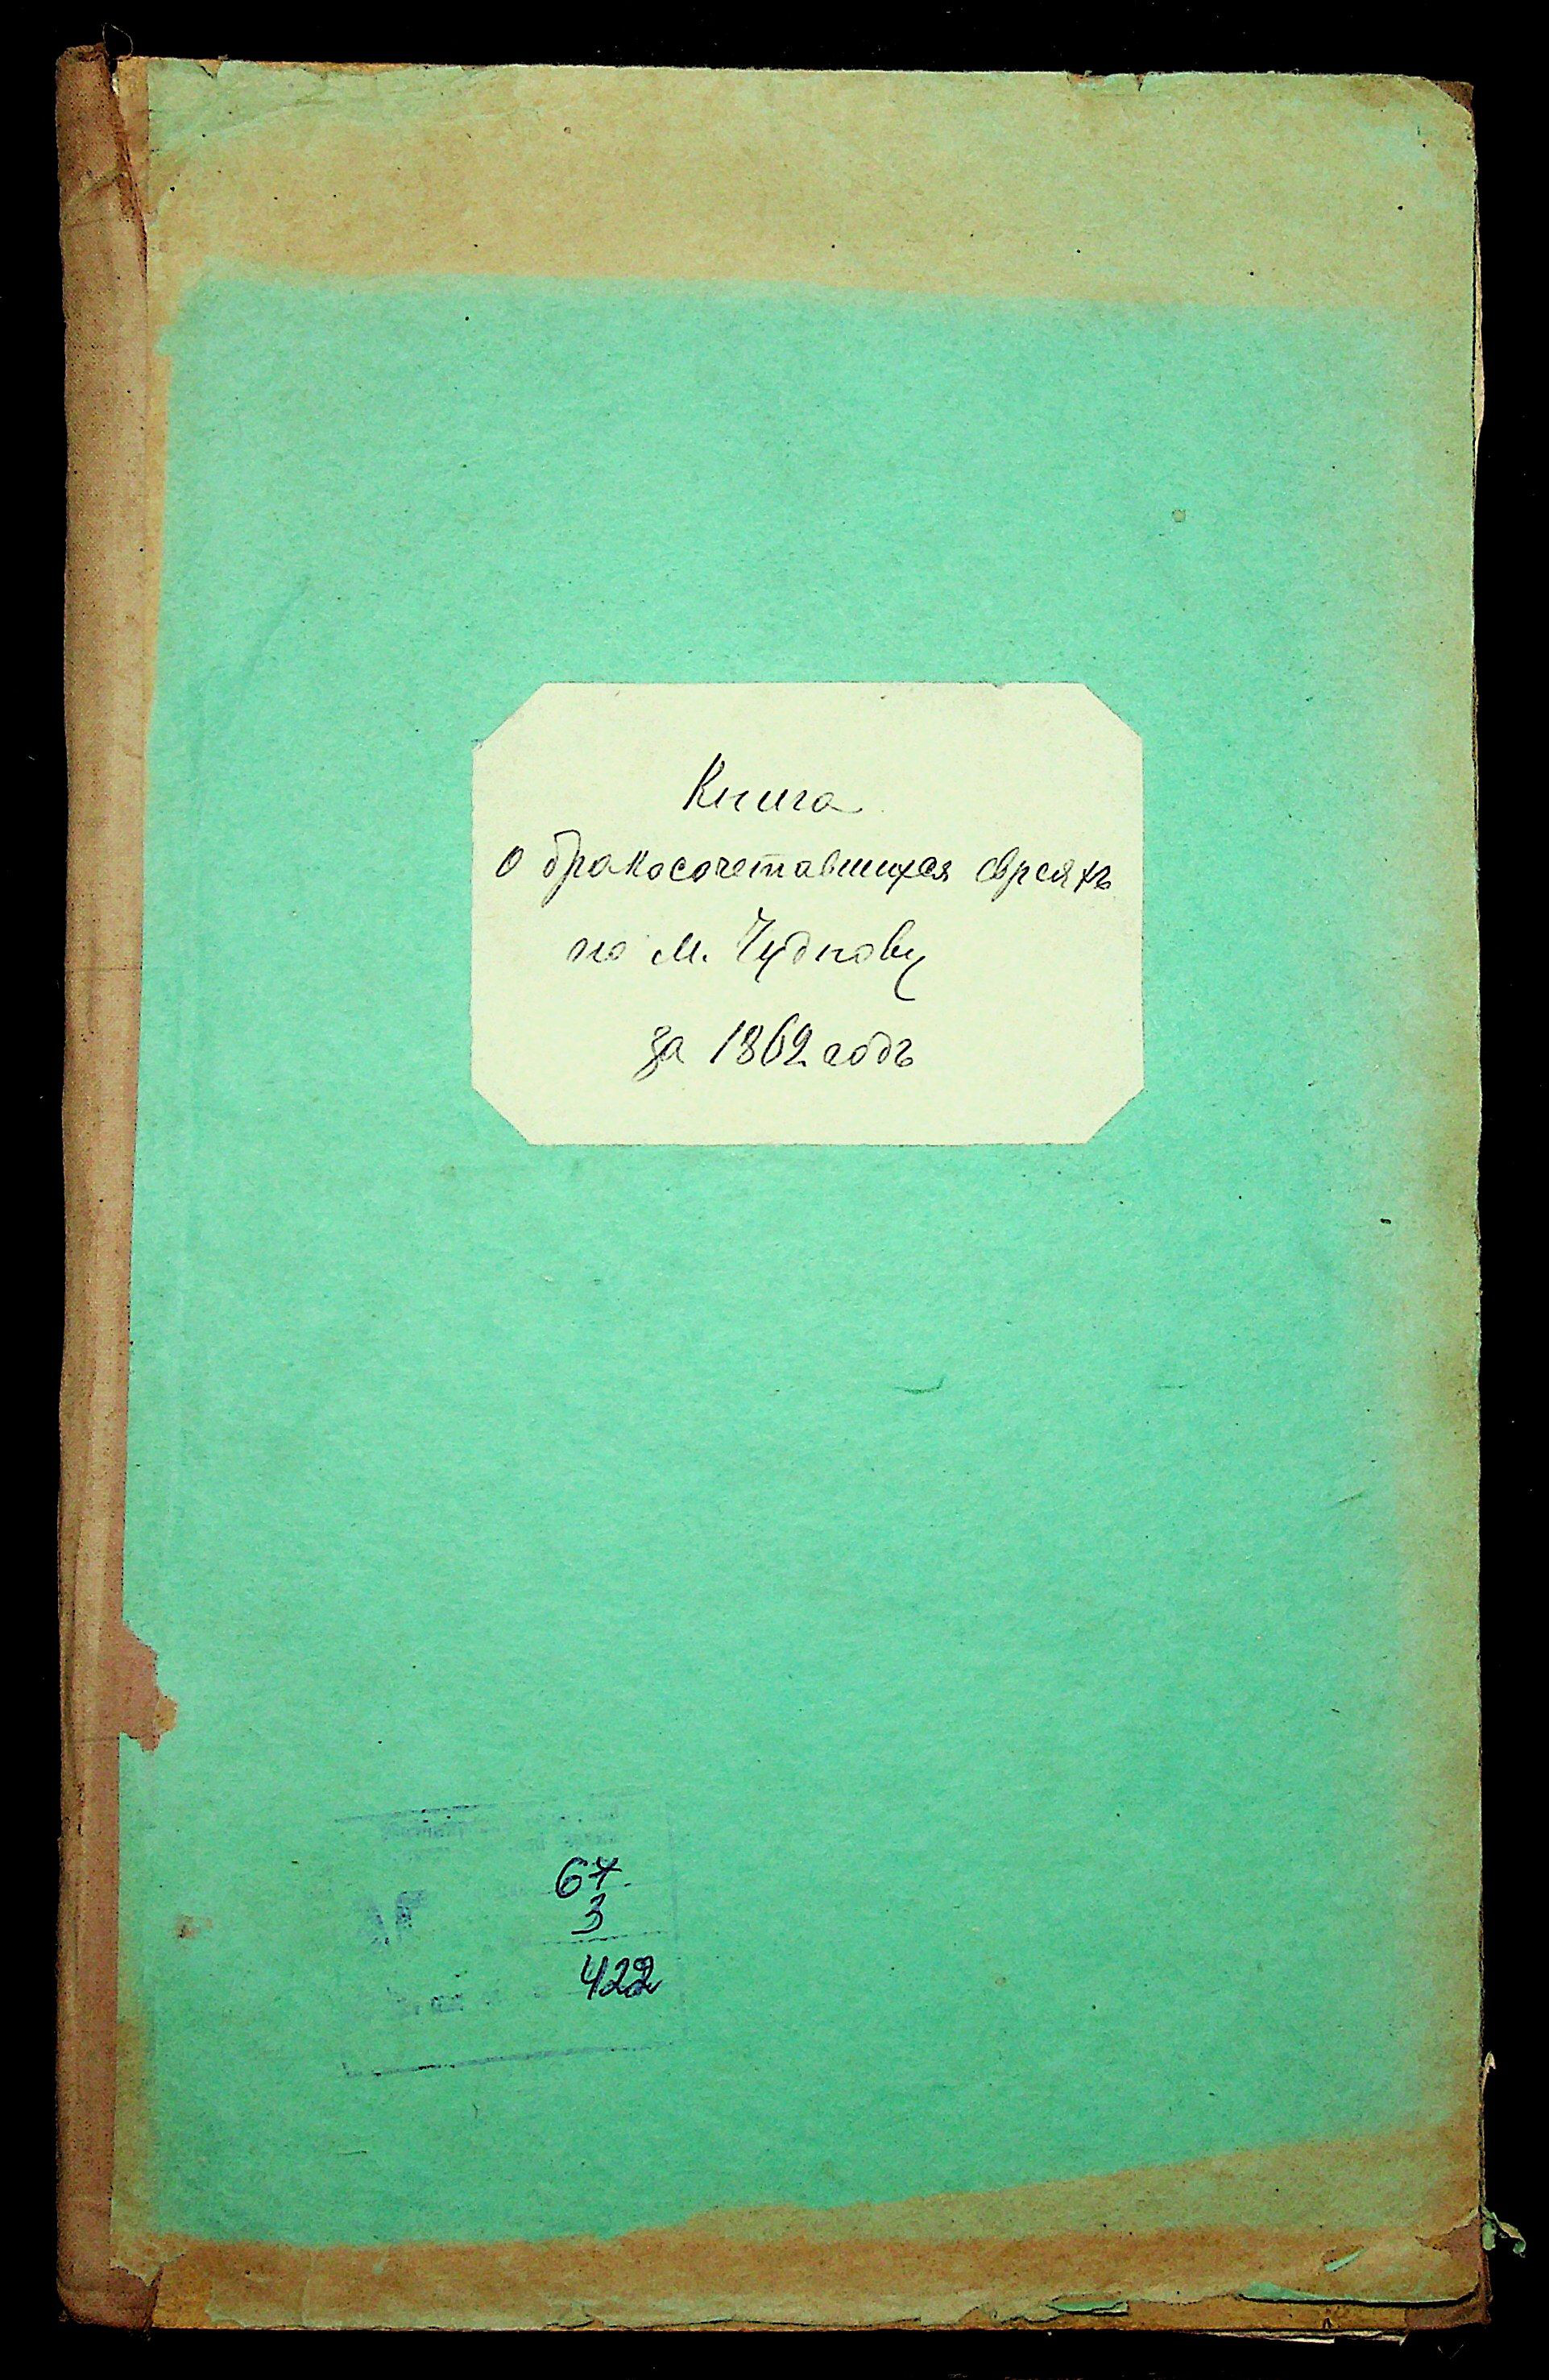 Книга
о бракосочетавшихся евреяхъ
по м. Чуднову
за 1862 годъ
67
3
422